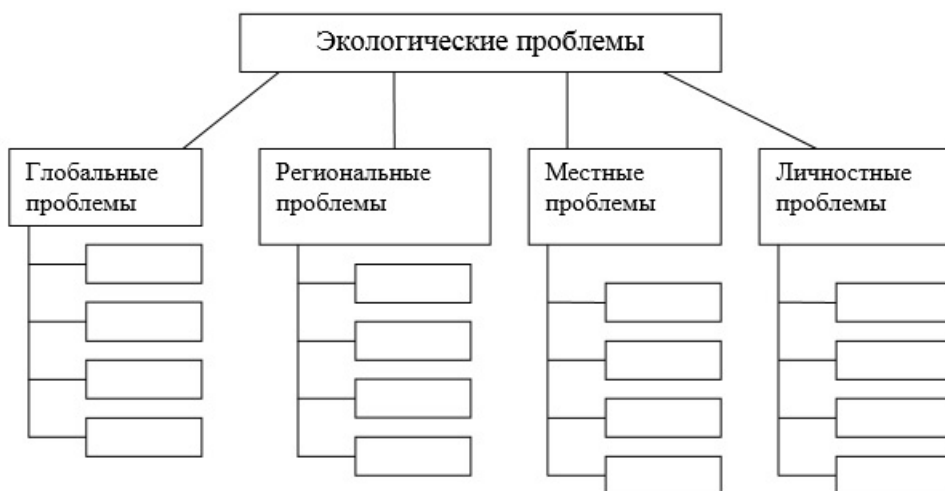 Экологические проблемы
Глобальные
проблемы
Региональные
проблемы
Местные
проблемы
Личностные
проблемы